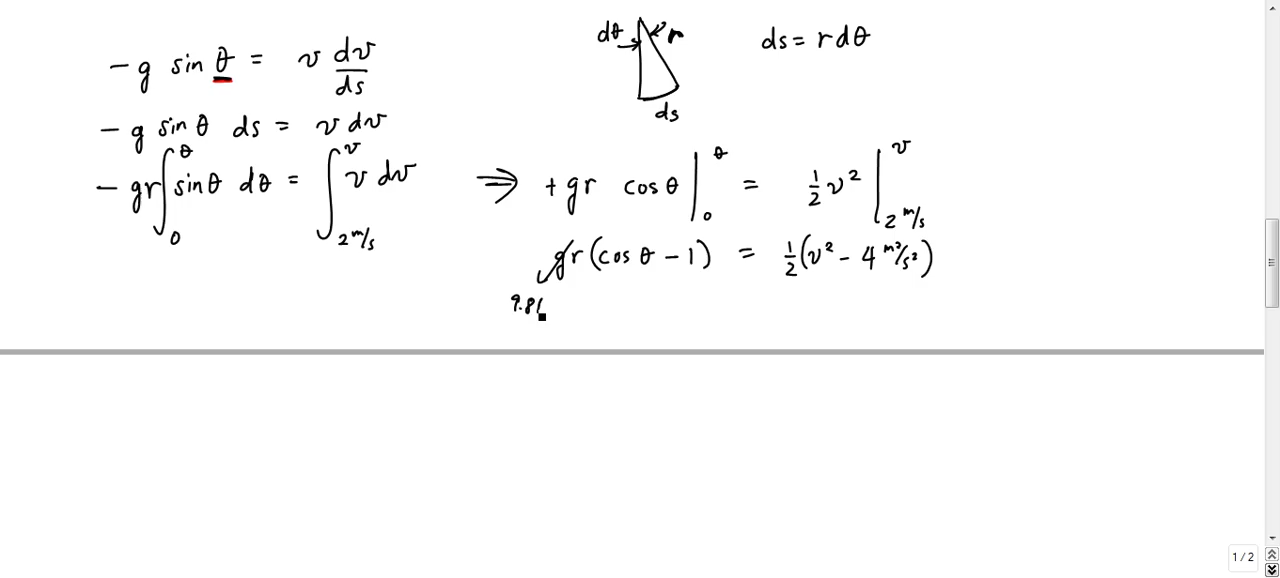 -g sin θ = v dv/ds
dθ r ds
ds = r dθ
-g sin θ ds = v dv
-gr ∫₀^θ sin θ dθ = ∫_{2 m/s}^v v dv ⇒ +gr cos θ |₀^θ = 1/2 v² |_{2 m/s}^v
gr(cos θ - 1) = 1/2(v² - 4 m²/s²)
9.81
1 / 2